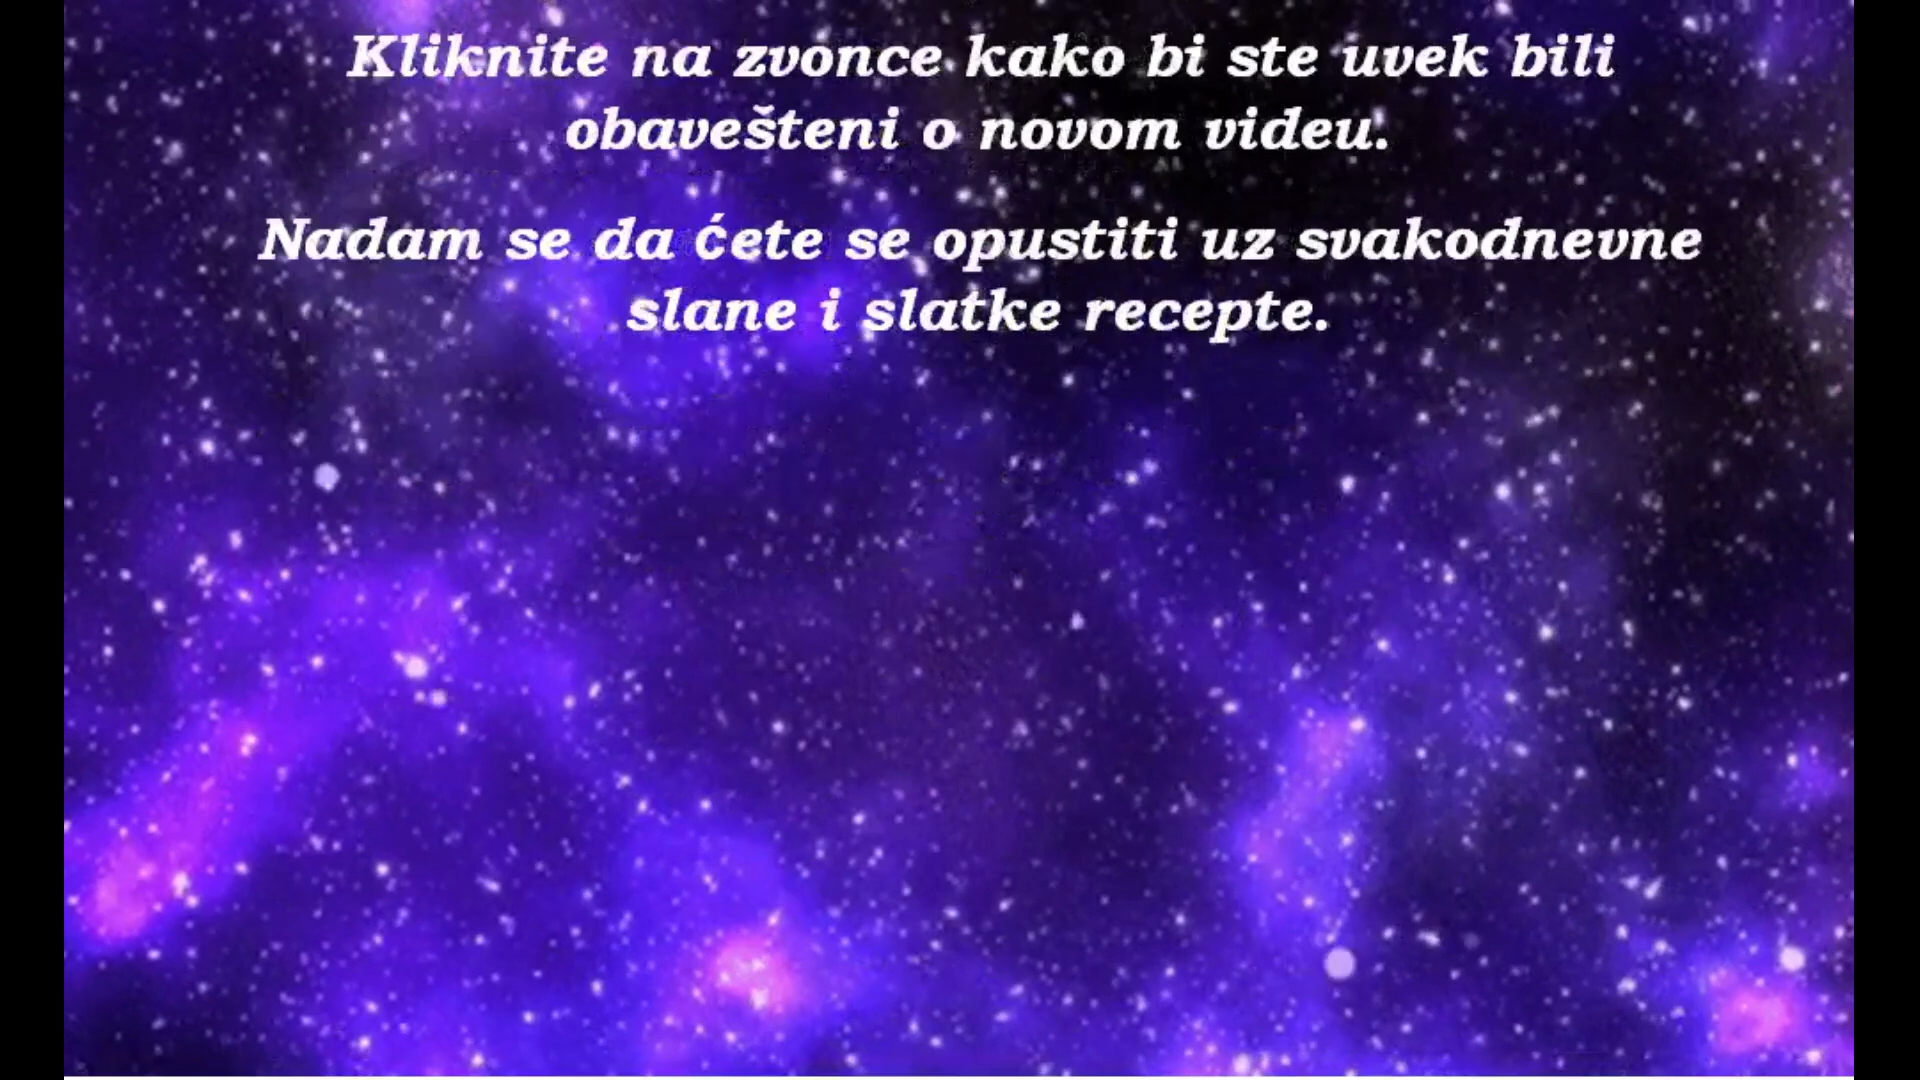 Kliknite na zvonce kako bi ste uvek bili
obavešteni o novom videu.
Nadam se da ćete se opustiti uz svakodnevne
slane i slatke recepte.